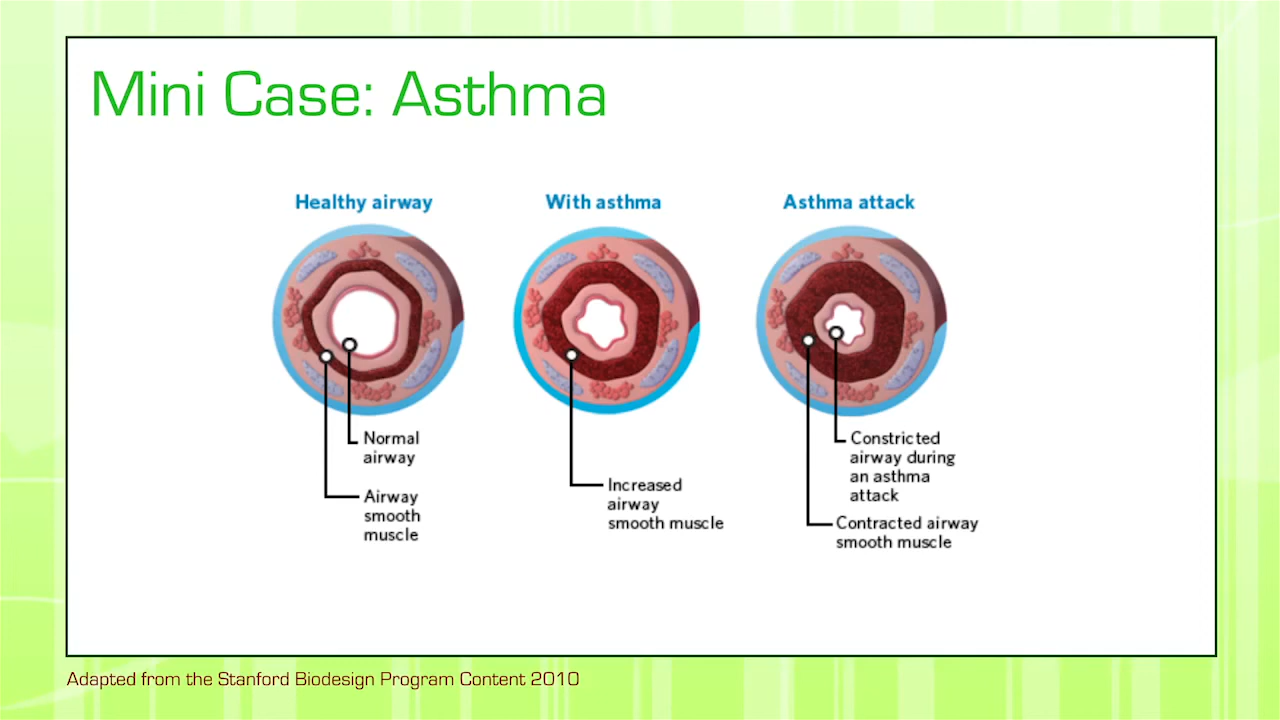 Mini Case: Asthma
Healthy airway
With asthma
Asthma attack
Normal
airway
Airway
smooth
muscle
Increased
airway
smooth muscle
Constricted
airway during
an asthma
attack
Contracted airway
smooth muscle
Adapted from the Stanford Biodesign Program Content 2010